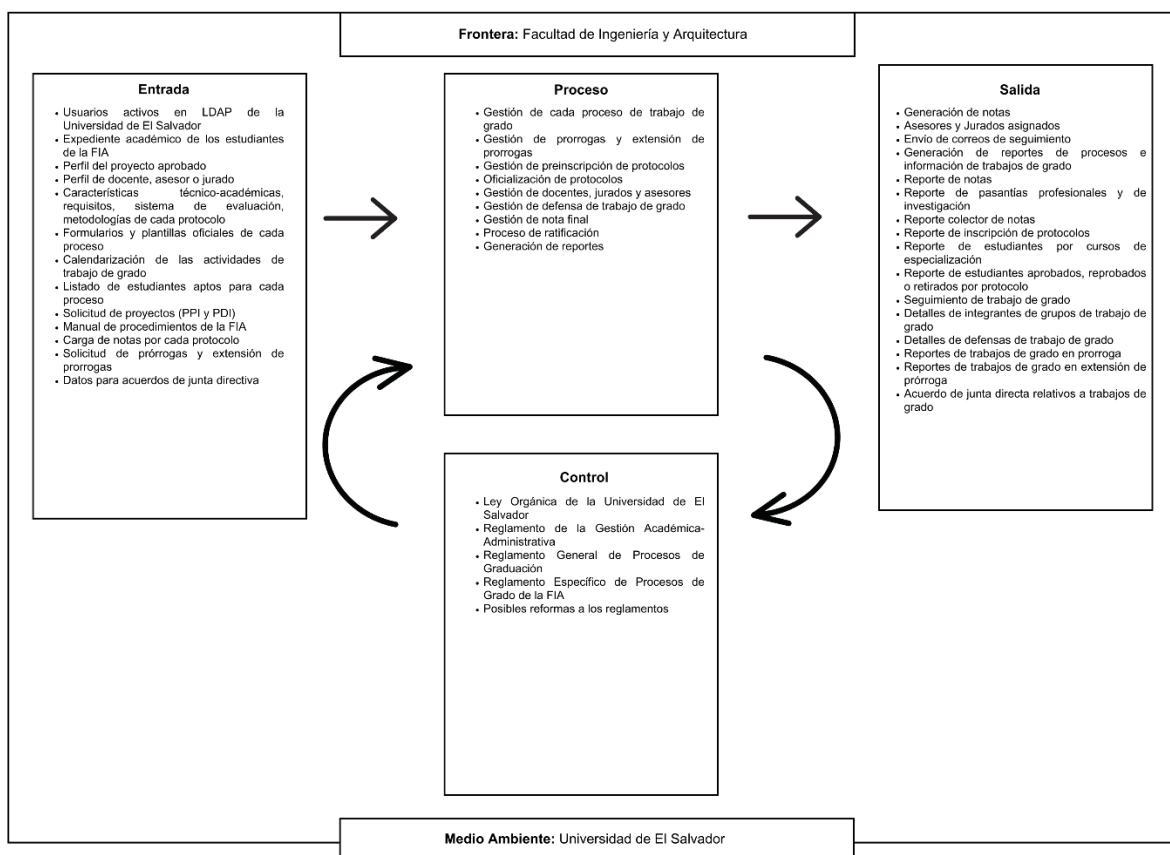 Frontera: Facultad de Ingeniería y Arquitectura
Entrada
• Usuarios activos en LDAP de la
Universidad de El Salvador
• Expediente académico de los estudiantes
de la FIA
• Perfil del proyecto aprobado
• Perfil de docente, asesor o jurado
• Características técnico-académicas,
requisitos, sistema de evaluación,
metodologías de cada protocolo
• Formularios y plantillas oficiales de cada
proceso
• Calendarización de las actividades de
trabajo de grado
• Listado de estudiantes aptos para cada
proceso
• Solicitud de proyectos (PPI y PDI)
• Manual de procedimientos de la FIA
• Carga de notas por cada protocolo
• Solicitud de prórrogas y extensión de
prorrogas
• Datos para acuerdos de junta directiva
Proceso
• Gestión de cada proceso de trabajo de
grado
• Gestión de prorrogas y extensión de
prorrogas
• Gestión de preinscripción de protocolos
• Oficialización de protocolos
• Gestión de docentes, jurados y asesores
• Gestión de defensa de trabajo de grado
• Gestión de nota final
• Proceso de ratificación
• Generación de reportes
Salida
• Generación de notas
• Asesores y Jurados asignados
• Envío de correos de seguimiento
• Generación de reportes de procesos e
información de trabajos de grado
• Reporte de notas
• Reporte de pasantías profesionales y de
investigación
• Reporte colector de notas
• Reporte de inscripción de protocolos
• Reporte de estudiantes por cursos de
especialización
• Reporte de estudiantes aprobados, reprobados
o retirados por protocolo
• Seguimiento de trabajo de grado
• Detalles de integrantes de grupos de trabajo de
grado
• Detalles de defensas de trabajo de grado
• Reportes de trabajos de grado en prorroga
• Reportes de trabajos de grado en extensión de
prórroga
• Acuerdo de junta directa relativos a trabajos de
grado
Control
• Ley Orgánica de la Universidad de El
Salvador
• Reglamento de la Gestión Académica-
Administrativa
• Reglamento General de Procesos de
Graduación
• Reglamento Específico de Procesos de
Grado de la FIA
• Posibles reformas a los reglamentos
Medio Ambiente: Universidad de El Salvador